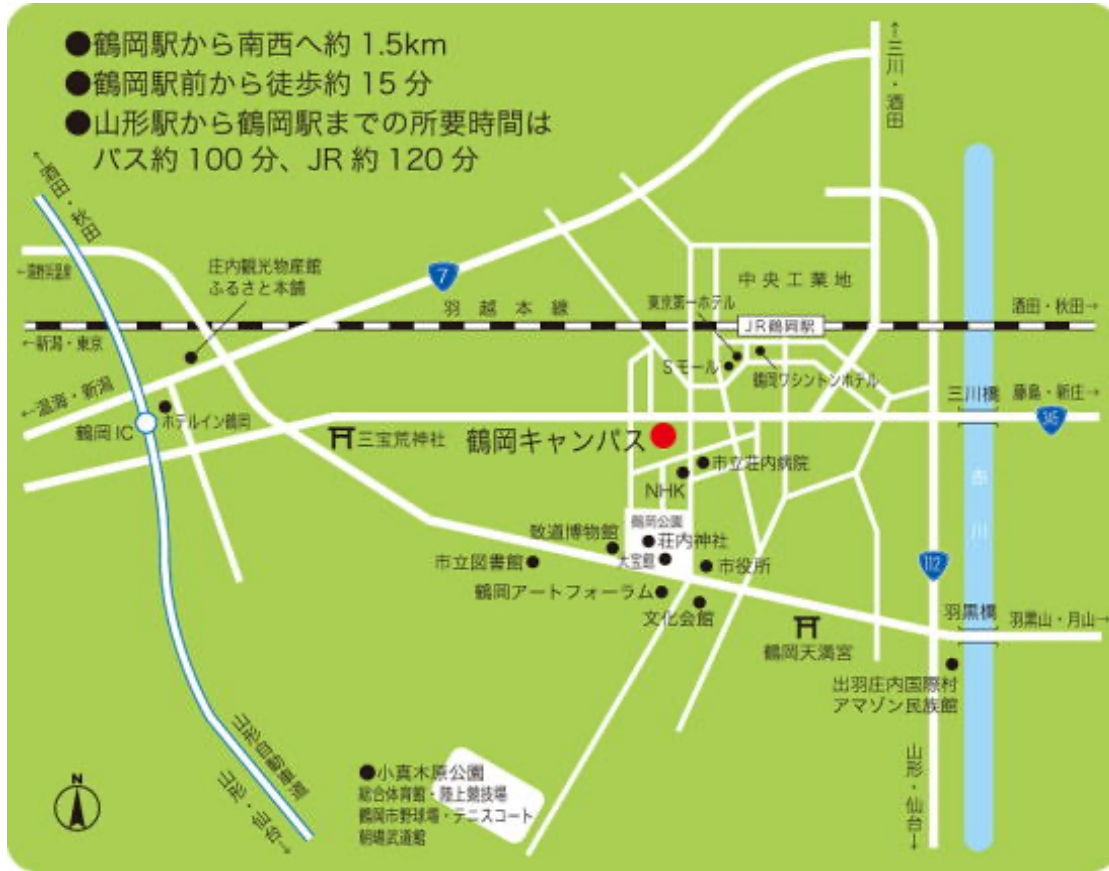 ●鶴岡駅から南西へ約 1.5km
●鶴岡駅前から徒歩約 15 分
●山形駅から鶴岡駅までの所要時間は
バス約 100 分、JR 約 120 分
←三川・酒田
←酒田・秋田
←湯野浜温泉
庄内観光物産館
ふるさと本舗
7
羽越本線
中央工業地
東京第一ホテル
JR鶴岡駅
酒田・秋田→
←新潟・東京
Sモール
鶴岡ワシントンホテル
←温海・新潟
ホテルイン鶴岡
鶴岡IC
三川橋
藤島・新庄→
345
三宝荒神社
鶴岡キャンパス
市立荘内病院
NHK
赤川
鶴岡公園
致道博物館
荘内神社
大宝館
市立図書館
市役所
112
鶴岡アートフォーラム
文化会館
羽黒橋
羽黒山・月山→
鶴岡天満宮
出羽庄内国際村
アマゾン民族館
山形自動車道
山形・仙台→
山形・仙台→
N
●小真木原公園
総合体育館・陸上競技場
鶴岡市野球場・テニスコート
朝暘武道館